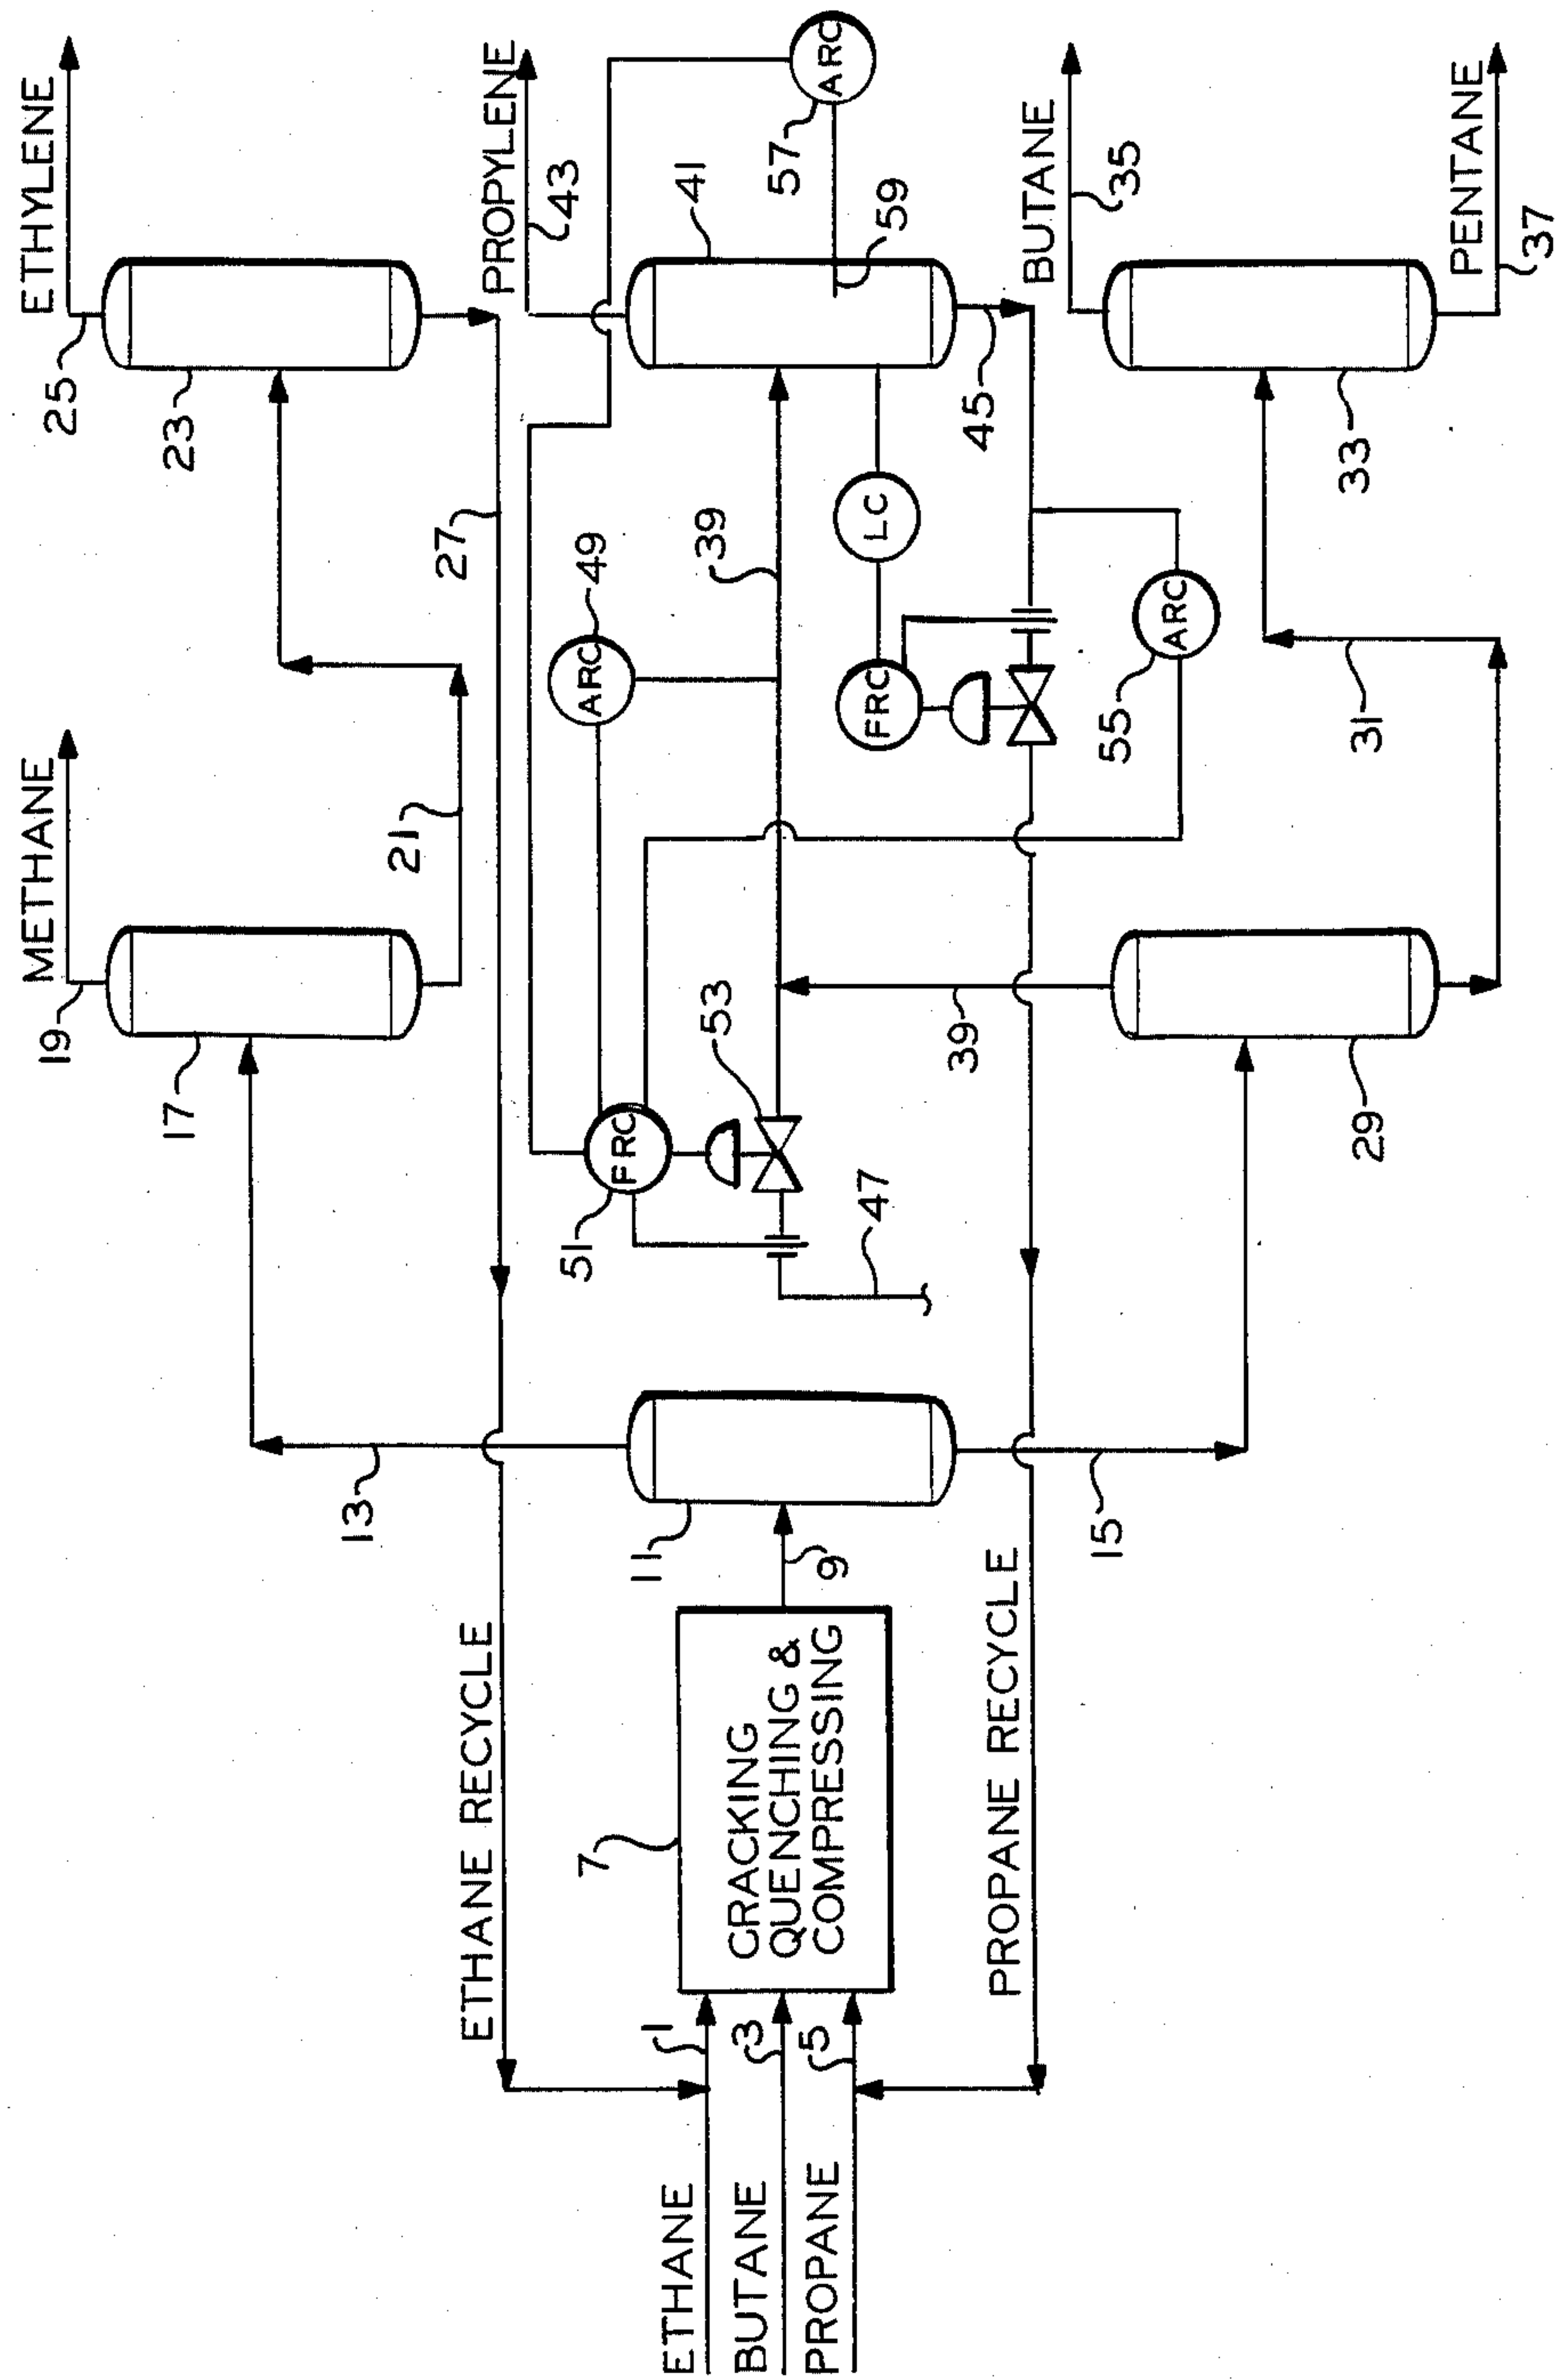 METHANE
ETHYLENE
19
25
17
23
21
27
13
ETHANE RECYCLE
PROPYLENE
43
49
ARC
51
FRC
53
39
41
ARC
57
59
47
LC
FRC
45
7
CRACKING
QUENCHING &
COMPRESSING
9
11
ETHANE
1
BUTANE
3
PROPANE
5
PROPANE RECYCLE
15
39
55
ARC
BUTANE
35
29
31
33
PENTANE
37